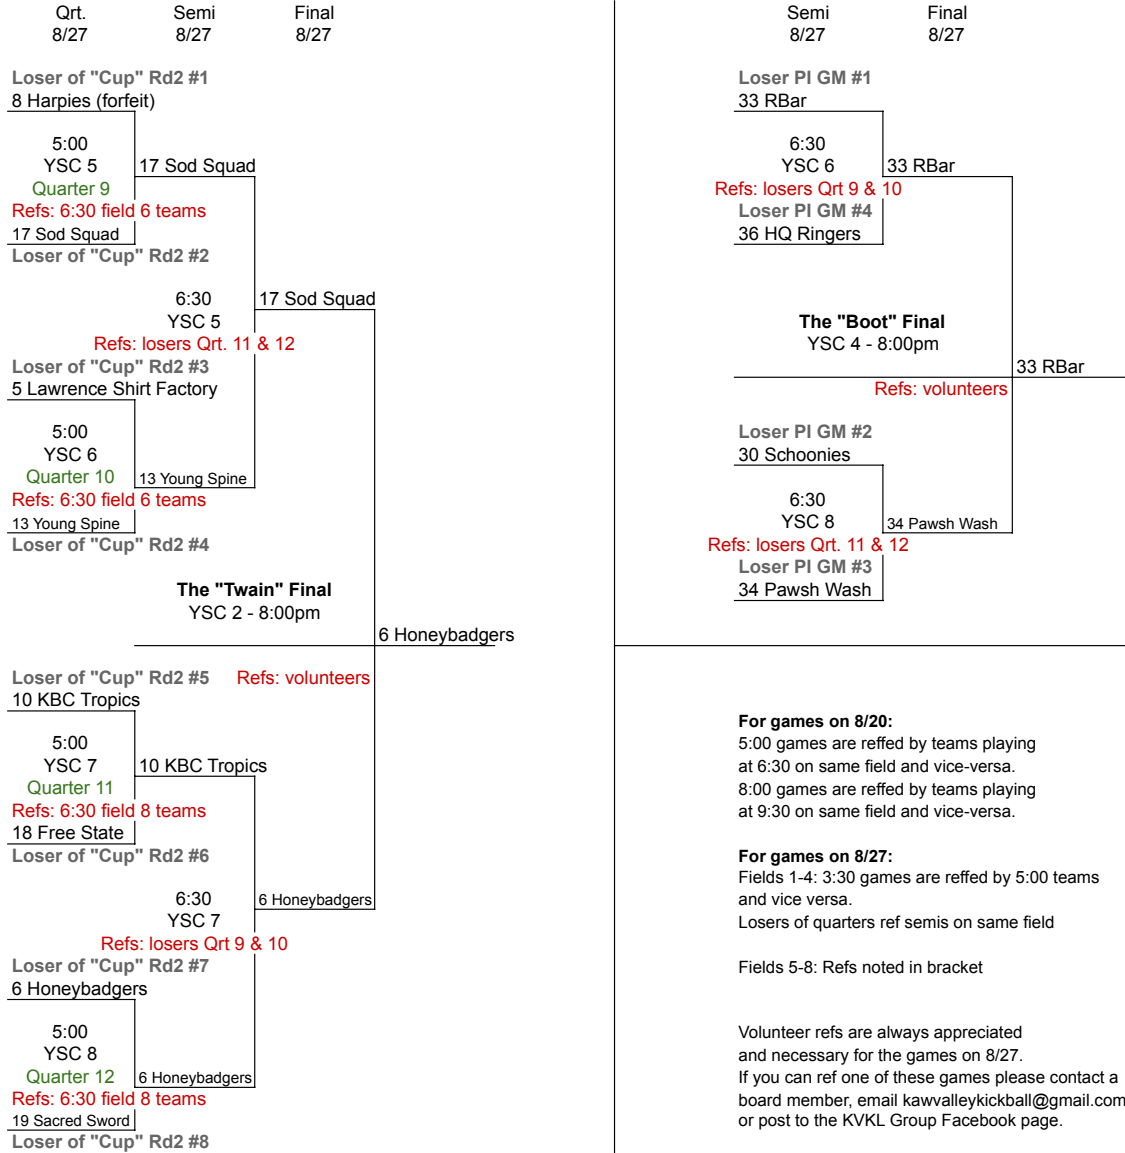 Qrt.
8/27
Semi
8/27
Final
8/27
Loser of "Cup" Rd2 #1
8 Harpies (forfeit)
5:00
YSC 5
17 Sod Squad
Quarter 9
Refs: 6:30 field 6 teams
17 Sod Squad
Loser of "Cup" Rd2 #2
6:30
17 Sod Squad
YSC 5
Refs: losers Qrt. 11 & 12
Loser of "Cup" Rd2 #3
5 Lawrence Shirt Factory
5:00
YSC 6
Quarter 10
13 Young Spine
Refs: 6:30 field 6 teams
13 Young Spine
Loser of "Cup" Rd2 #4
The "Twain" Final
YSC 2 - 8:00pm
6 Honeybadgers
Loser of "Cup" Rd2 #5
Refs: volunteers
10 KBC Tropics
5:00
YSC 7
10 KBC Tropics
Quarter 11
Refs: 6:30 field 8 teams
18 Free State
Loser of "Cup" Rd2 #6
6:30
6 Honeybadgers
YSC 7
Refs: losers Qrt 9 & 10
Loser of "Cup" Rd2 #7
6 Honeybadgers
5:00
YSC 8
Quarter 12
6 Honeybadgers
Refs: 6:30 field 8 teams
19 Sacred Sword
Loser of "Cup" Rd2 #8
Semi
8/27
Final
8/27
Loser PI GM #1
33 RBar
6:30
YSC 6
33 RBar
Refs: losers Qrt 9 & 10
Loser PI GM #4
36 HQ Ringers
The "Boot" Final
YSC 4 - 8:00pm
33 RBar
Refs: volunteers
Loser PI GM #2
30 Schoonies
6:30
YSC 8
34 Pawsh Wash
Refs: losers Qrt. 11 & 12
Loser PI GM #3
34 Pawsh Wash
For games on 8/20:
5:00 games are reffed by teams playing
at 6:30 on same field and vice-versa.
8:00 games are reffed by teams playing
at 9:30 on same field and vice-versa.
For games on 8/27:
Fields 1-4: 3:30 games are reffed by 5:00 teams
and vice versa.
Losers of quarters ref semis on same field
Fields 5-8: Refs noted in bracket
Volunteer refs are always appreciated
and necessary for the games on 8/27.
If you can ref one of these games please contact a
board member, email kawvalleykickball@gmail.com
or post to the KVKL Group Facebook page.